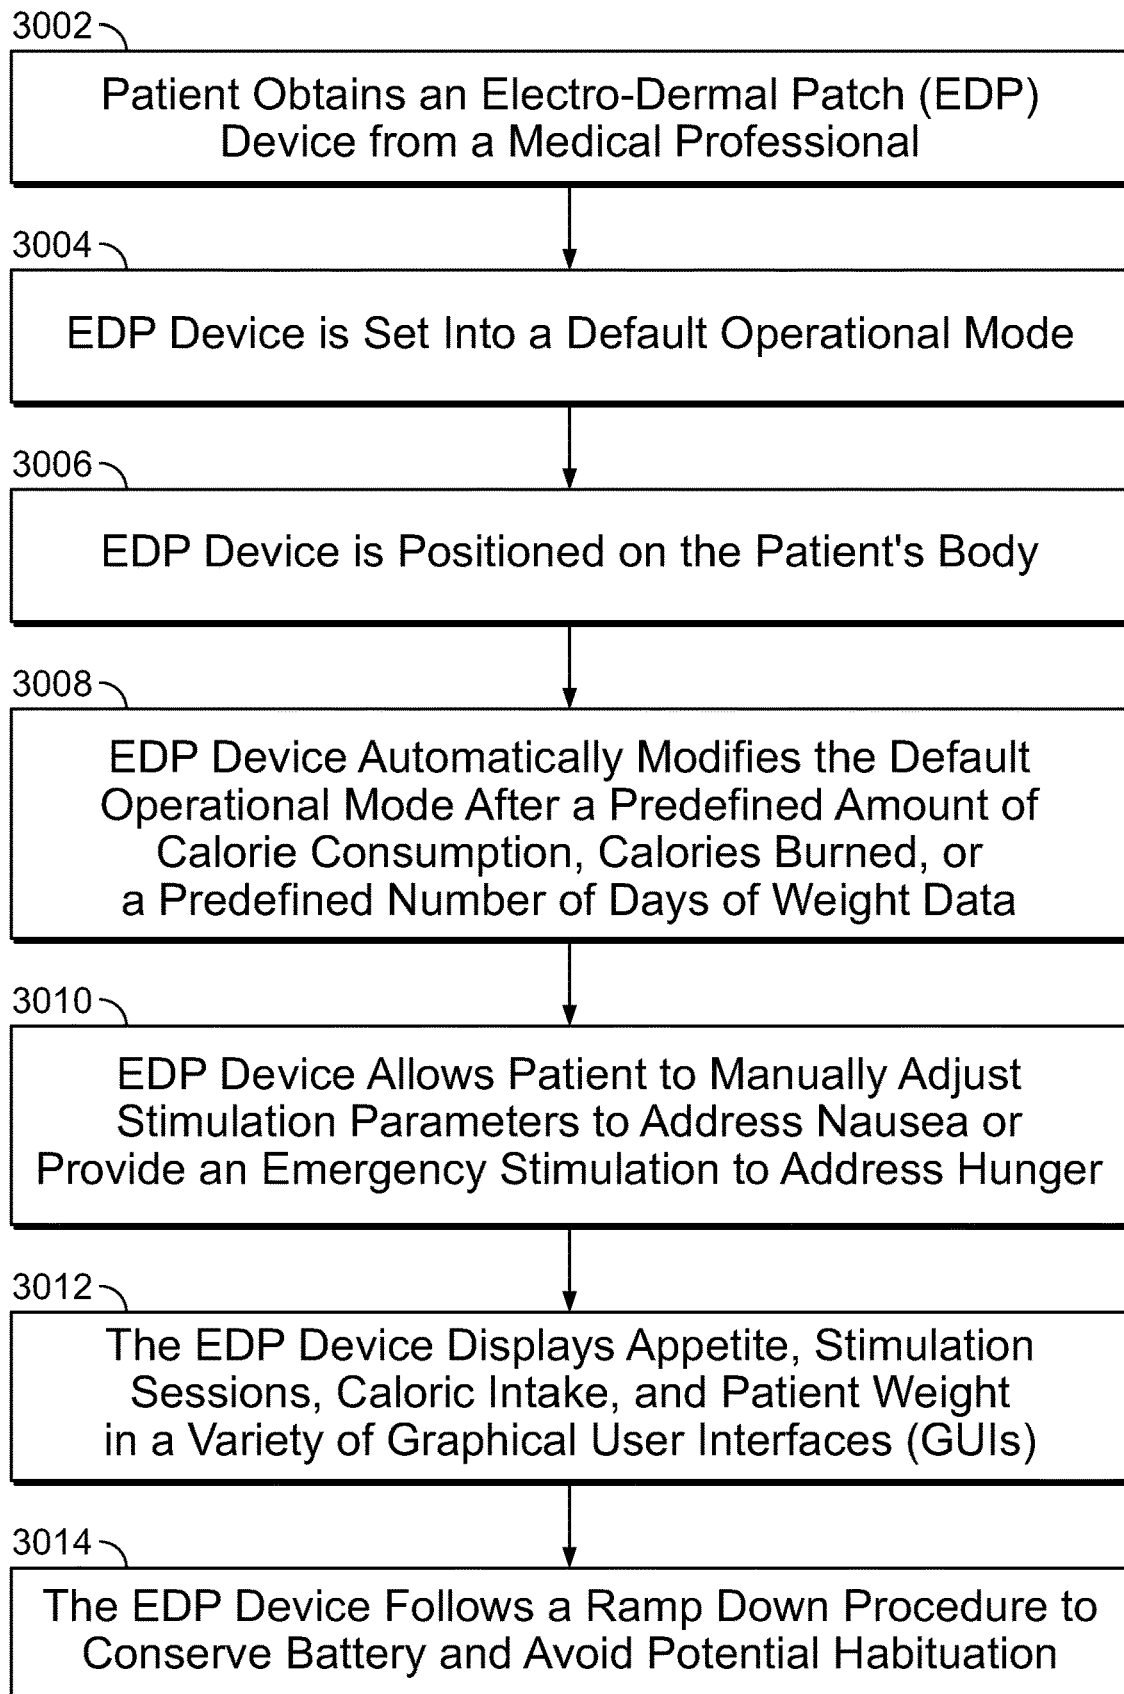 3002
Patient Obtains an Electro-Dermal Patch (EDP)
Device from a Medical Professional
3004
EDP Device is Set Into a Default Operational Mode
3006
EDP Device is Positioned on the Patient's Body
3008
EDP Device Automatically Modifies the Default
Operational Mode After a Predefined Amount of
Calorie Consumption, Calories Burned, or
a Predefined Number of Days of Weight Data
3010
EDP Device Allows Patient to Manually Adjust
Stimulation Parameters to Address Nausea or
Provide an Emergency Stimulation to Address Hunger
3012
The EDP Device Displays Appetite, Stimulation
Sessions, Caloric Intake, and Patient Weight
in a Variety of Graphical User Interfaces (GUIs)
3014
The EDP Device Follows a Ramp Down Procedure to
Conserve Battery and Avoid Potential Habituation